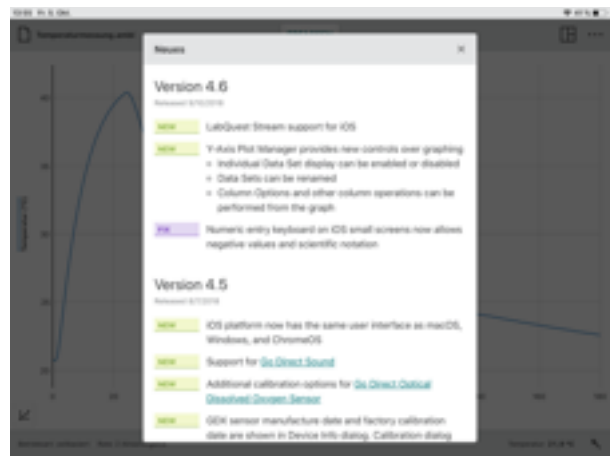 Temperaturmessung
Neues
Version 4.6
NEW LabQuest Stream support for iOS
NEW Y-Axis Plot Manager provides new controls over graphing
Individual Data Set display can be enabled or disabled
Data Sets can be renamed
Column Options and other column operations can be
performed from the graph
FIX Numeric entry keyboard on iOS small screens now allows
negative values and scientific notation
Version 4.5
NEW iOS platform now has the same user interface as macOS,
Windows, and ChromeOS
NEW Support for Go Direct Sound
NEW Additional calibration options for Go Direct Optical
Dissolved Oxygen Sensor
NEW GDX sensor manufacture date and factory calibration
date are shown in Device Info dialog. Calibration dialog